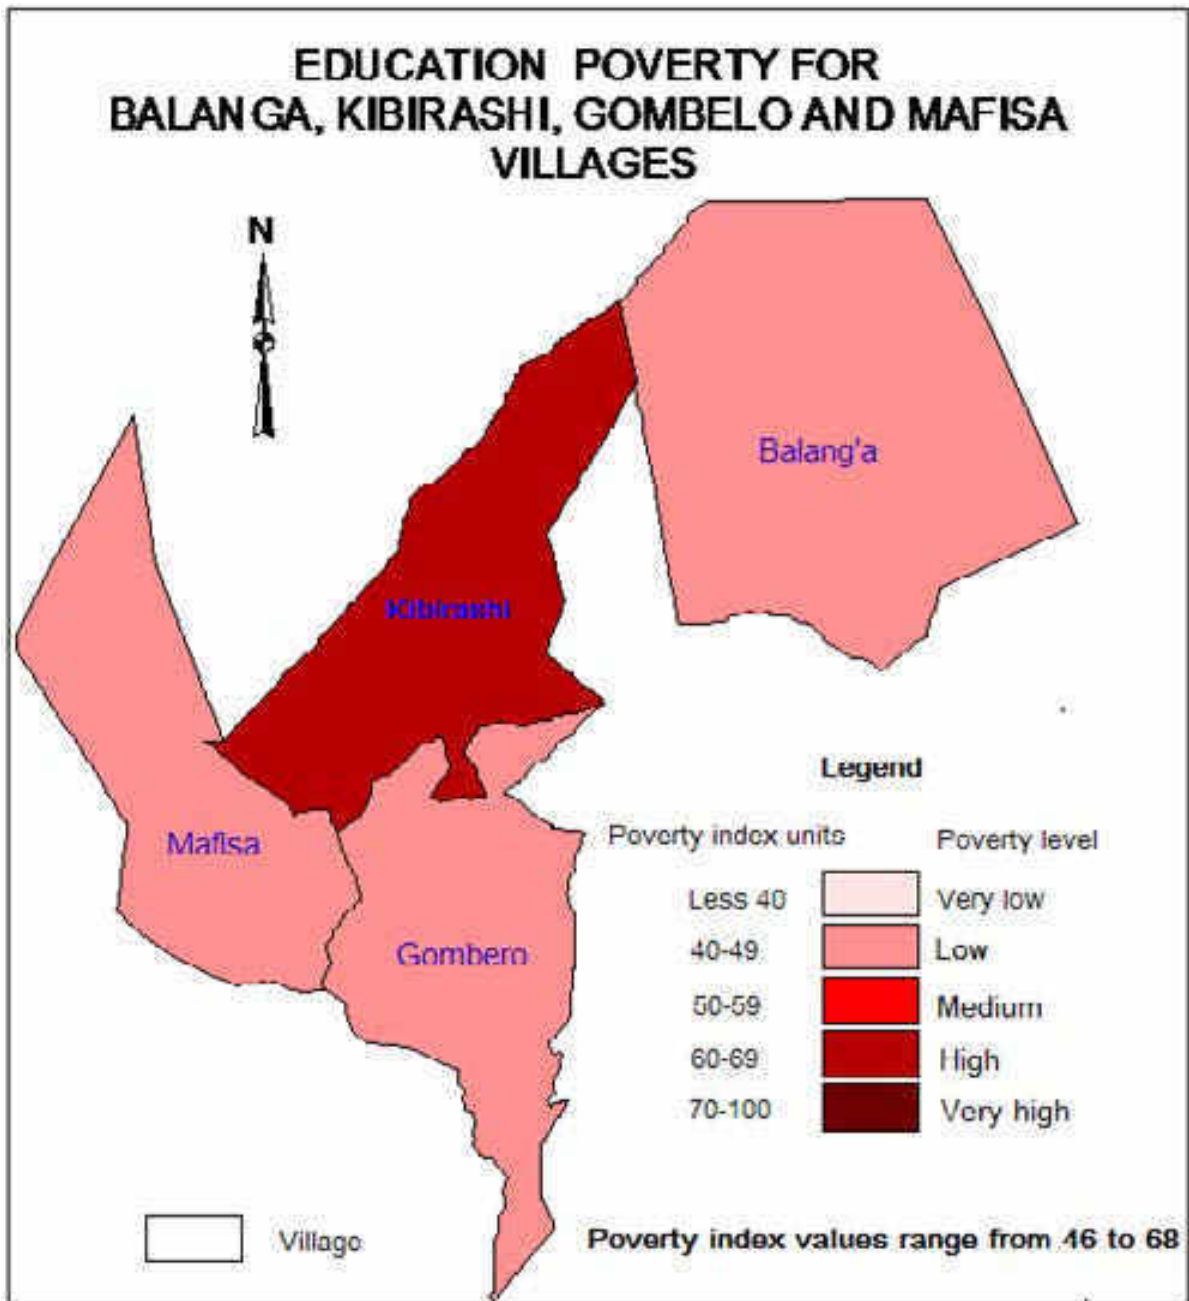 EDUCATION POVERTY FOR
BALANGA, KIBIRASHI, GOMBELO AND MAFISA
VILLAGES
N
Balang'a
Kibirashi
Mafisa
Gombero
Legend
Poverty index units Poverty level
Less 40 Very low
40-49 Low
50-59 Medium
60-69 High
70-100 Very high
Village
Poverty index values range from 46 to 68